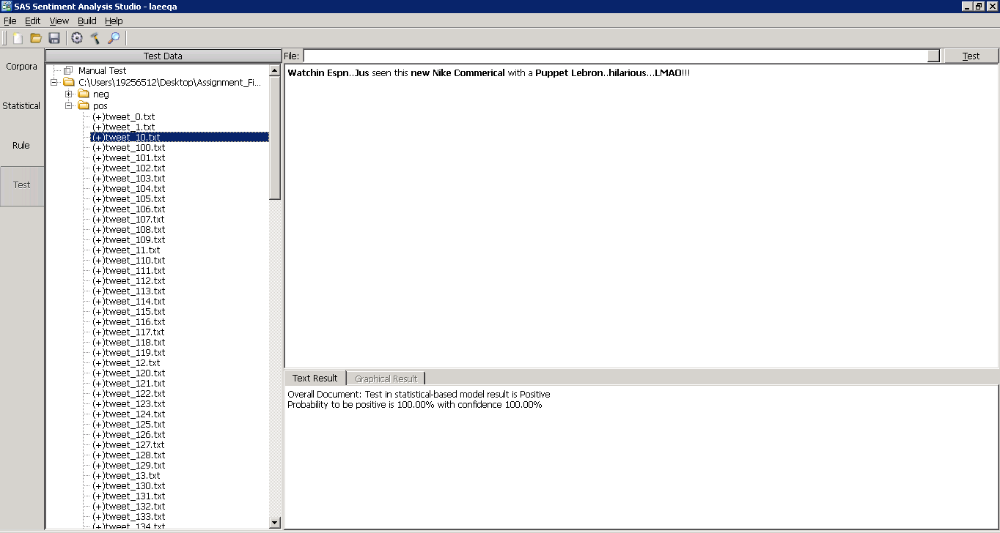 SAS Sentiment Analysis Studio - laeeqa
File Edit View Build Help
Corpora
Statistical
Rule
Test
Test Data
Manual Test
C:\Users\19256512\Desktop\Assignment_Fi...
neg
pos
(+)tweet_0.txt
(+)tweet_1.txt
(+)tweet_10.txt
(+)tweet_100.txt
(+)tweet_101.txt
(+)tweet_102.txt
(+)tweet_103.txt
(+)tweet_104.txt
(+)tweet_105.txt
(+)tweet_106.txt
(+)tweet_107.txt
(+)tweet_108.txt
(+)tweet_109.txt
(+)tweet_11.txt
(+)tweet_110.txt
(+)tweet_111.txt
(+)tweet_112.txt
(+)tweet_113.txt
(+)tweet_114.txt
(+)tweet_115.txt
(+)tweet_116.txt
(+)tweet_117.txt
(+)tweet_118.txt
(+)tweet_119.txt
(+)tweet_12.txt
(+)tweet_120.txt
(+)tweet_121.txt
(+)tweet_122.txt
(+)tweet_123.txt
(+)tweet_124.txt
(+)tweet_125.txt
(+)tweet_126.txt
(+)tweet_127.txt
(+)tweet_128.txt
(+)tweet_129.txt
(+)tweet_13.txt
(+)tweet_130.txt
(+)tweet_131.txt
(+)tweet_132.txt
(+)tweet_133.txt
(+)tweet_134.txt
File: Test
Watchin Espn..Jus seen this new Nike Commerical with a Puppet Lebron..hilarious...LMAO!!!
Text Result Graphical Result
Overall Document: Test in statistical-based model result is Positive
Probability to be positive is 100.00% with confidence 100.00%